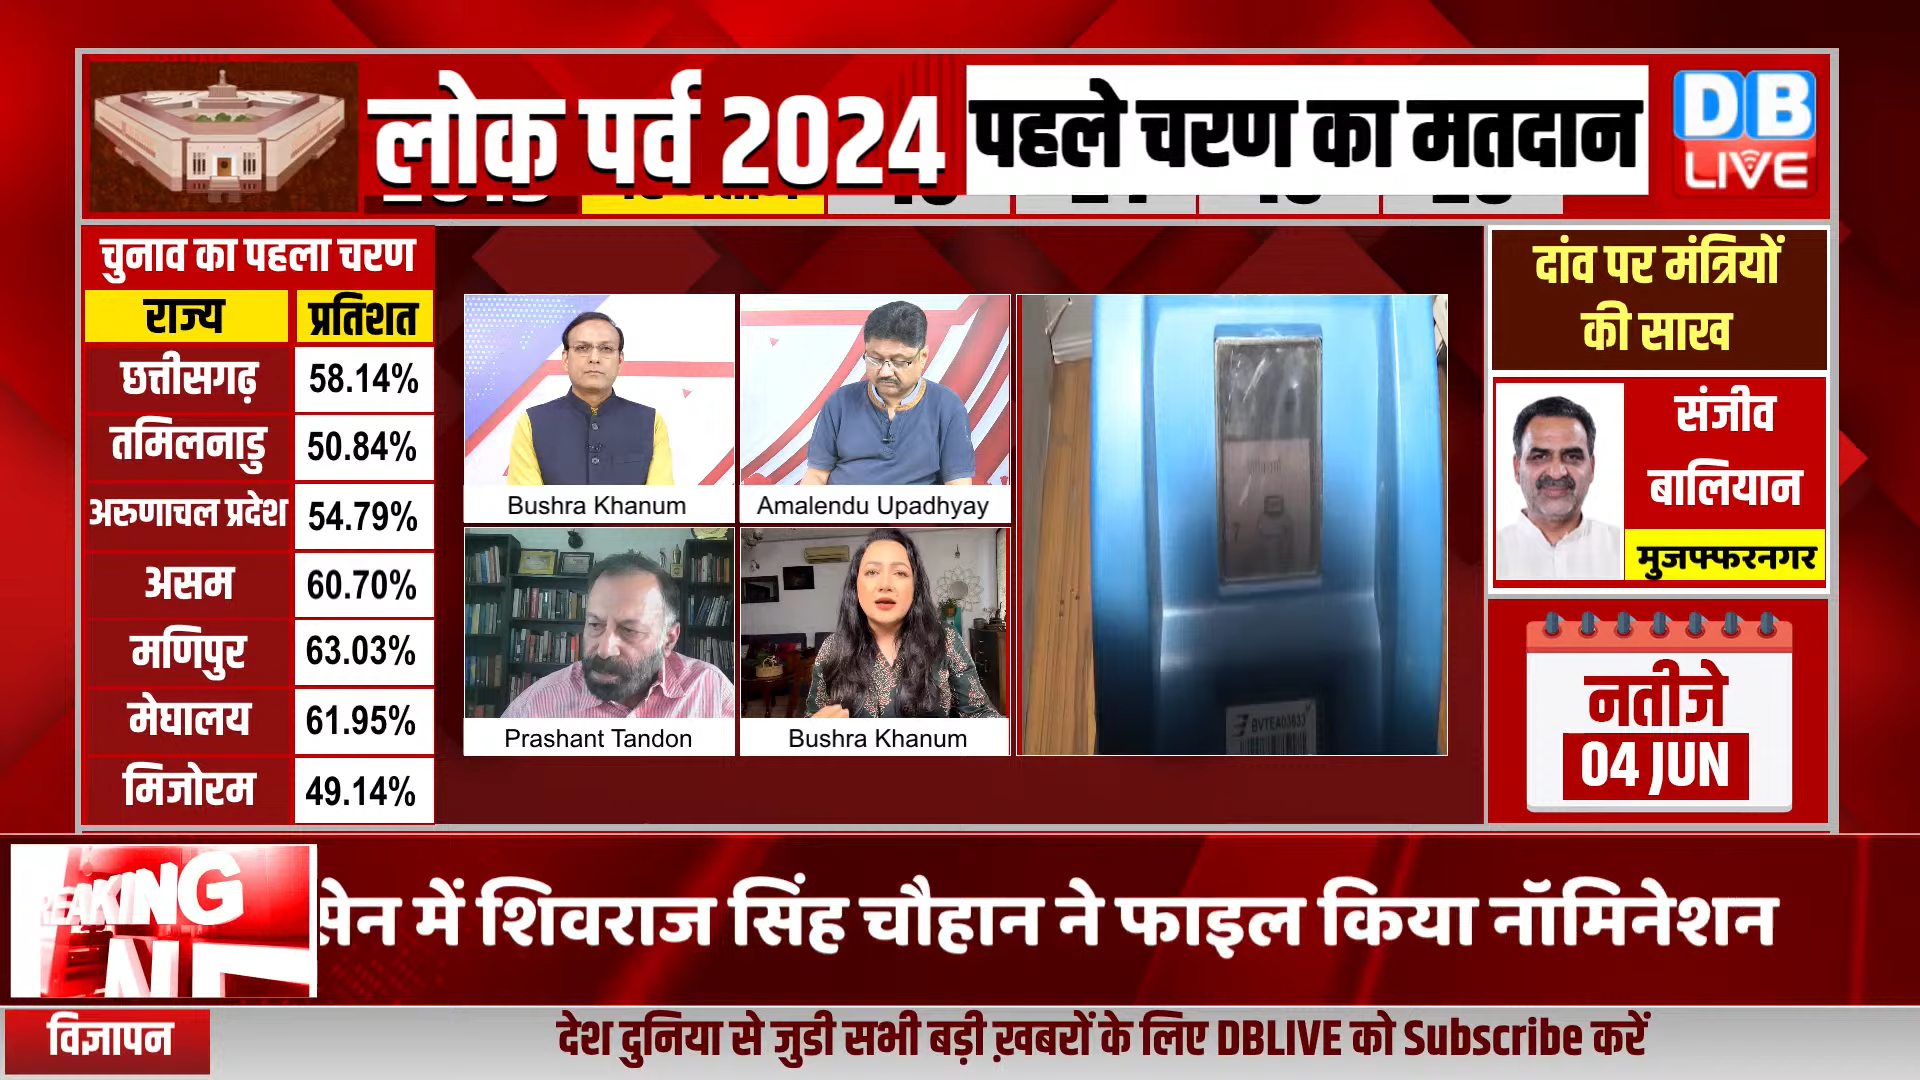 लोक पर्व 2024
पहले चरण का मतदान
DB
LIVE
चुनाव का पहला चरण
राज्य प्रतिशत
छत्तीसगढ़ 58.14%
तमिलनाडु 50.84%
अरुणाचल प्रदेश 54.79%
असम 60.70%
मणिपुर 63.03%
मेघालय 61.95%
मिजोरम 49.14%
Bushra Khanum
Amalendu Upadhyay
Prashant Tandon
Bushra Khanum
BVTEA03633
दांव पर मंत्रियों
की साख
संजीव
बालियान
मुजफ्फरनगर
नतीजे
04 JUN
सेन में शिवराज सिंह चौहान ने फाइल किया नॉमिनेशन
विज्ञापन
देश दुनिया से जुडी सभी बड़ी ख़बरों के लिए DBLIVE को Subscribe करें